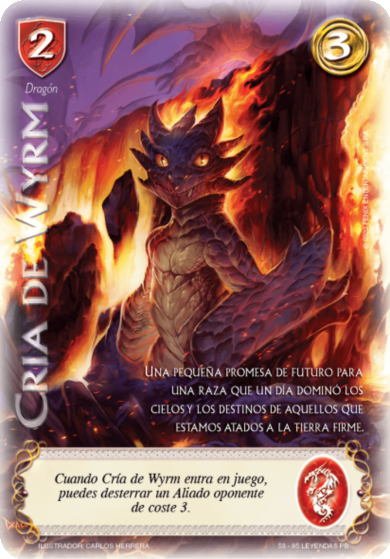 2
3
Dragón
CRÍA DE WYRM
UNA PEQUEÑA PROMESA DE FUTURO PARA
UNA RAZA QUE UN DÍA DOMINÓ LOS
CIELOS Y LOS DESTINOS DE AQUELLOS QUE
ESTAMOS ATADOS A LA TIERRA FIRME.
Cuando Cría de Wyrm entra en juego,
puedes desterrar un Aliado oponente
de coste 3.
ILUSTRADOR: CARLOS HERRERA
LEYENDAS PB